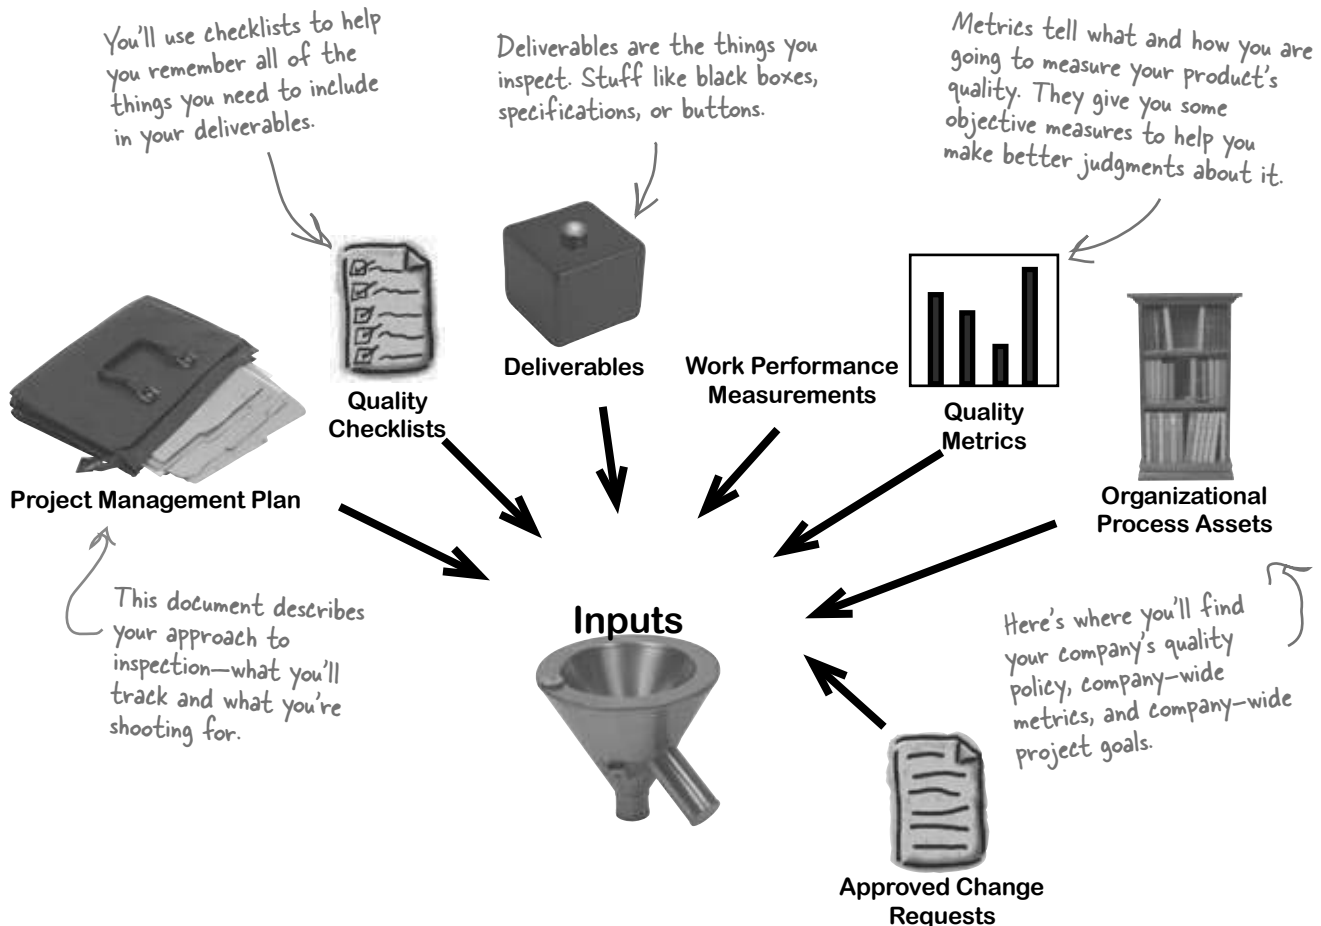 You'll use checklists to help
you remember all of the
things you need to include
in your deliverables.
Deliverables are the things you
inspect. Stuff like black boxes,
specifications, or buttons.
Metrics tell what and how you are
going to measure your product's
quality. They give you some
objective measures to help you
make better judgments about it.
Quality
Checklists
Deliverables
Work Performance
Measurements
Quality
Metrics
Project Management Plan
Organizational
Process Assets
This document describes
your approach to
inspection—what you'll
track and what you're
shooting for.
Inputs
Here's where you'll find
your company's quality
policy, company-wide
metrics, and company-wide
project goals.
Approved Change
Requests